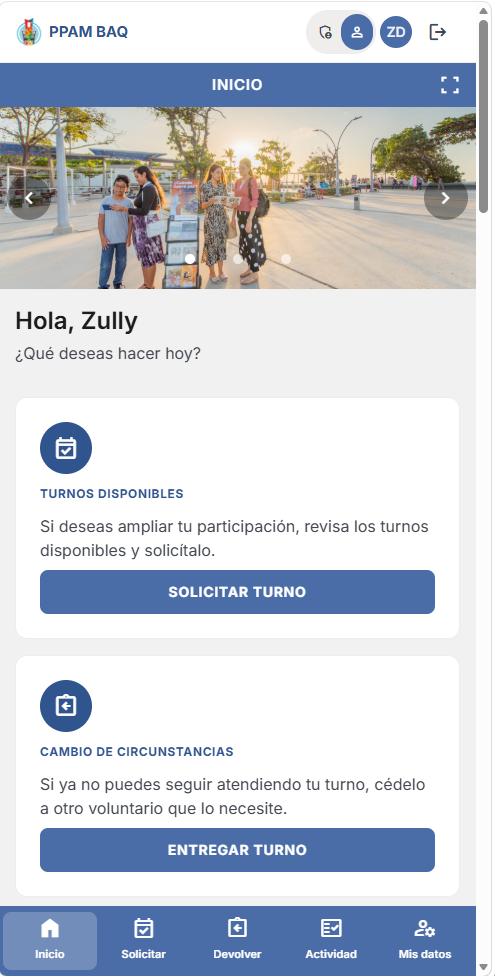 PPAM BAQ
ZD
INICIO
Hola, Zully
¿Qué deseas hacer hoy?
TURNOS DISPONIBLES
Si deseas ampliar tu participación, revisa los turnos
disponibles y solicítalo.
SOLICITAR TURNO
CAMBIO DE CIRCUNSTANCIAS
Si ya no puedes seguir atendiendo tu turno, cédelo
a otro voluntario que lo necesite.
ENTREGAR TURNO
Inicio
Solicitar
Devolver
Actividad
Mis datos